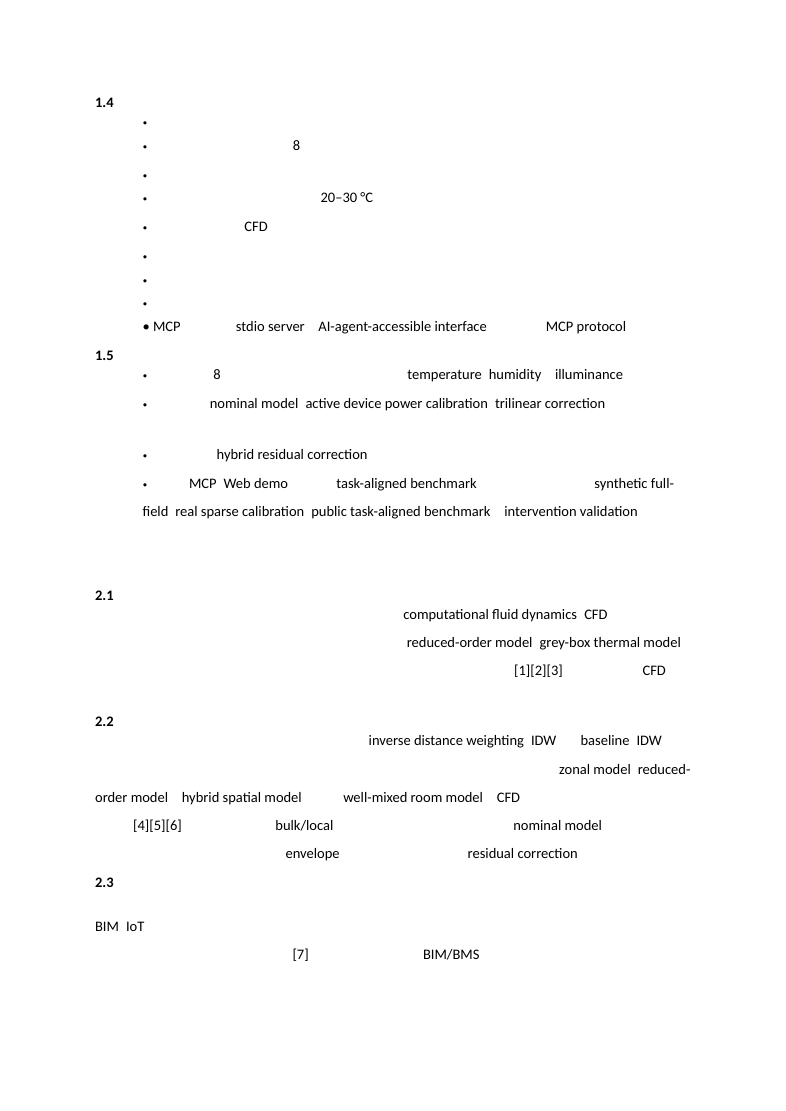 1.4
•
• 8
•
• 20–30 °C
• CFD
•
•
•
• MCP stdio server AI-agent-accessible interface MCP protocol
1.5
• 8 temperature humidity illuminance
• nominal model active device power calibration trilinear correction
• hybrid residual correction
• MCP Web demo task-aligned benchmark synthetic full-
field real sparse calibration public task-aligned benchmark intervention validation
2.1
computational fluid dynamics CFD
reduced-order model grey-box thermal model
[1][2][3] CFD
2.2
inverse distance weighting IDW baseline IDW
zonal model reduced-
order model hybrid spatial model well-mixed room model CFD
[4][5][6] bulk/local nominal model
envelope residual correction
2.3
BIM IoT
[7] BIM/BMS